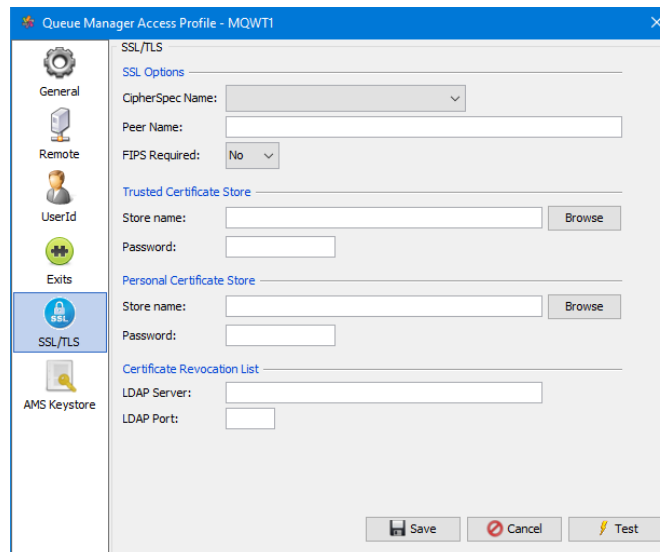 Queue Manager Access Profile - MQWT1
General
Remote
UserId
Exits
SSL
SSL/TLS
AMS Keystore
SSL/TLS
SSL Options
CipherSpec Name:
Peer Name:
FIPS Required: No
Trusted Certificate Store
Store name: Browse
Password:
Personal Certificate Store
Store name: Browse
Password:
Certificate Revocation List
LDAP Server:
LDAP Port:
Save Cancel Test